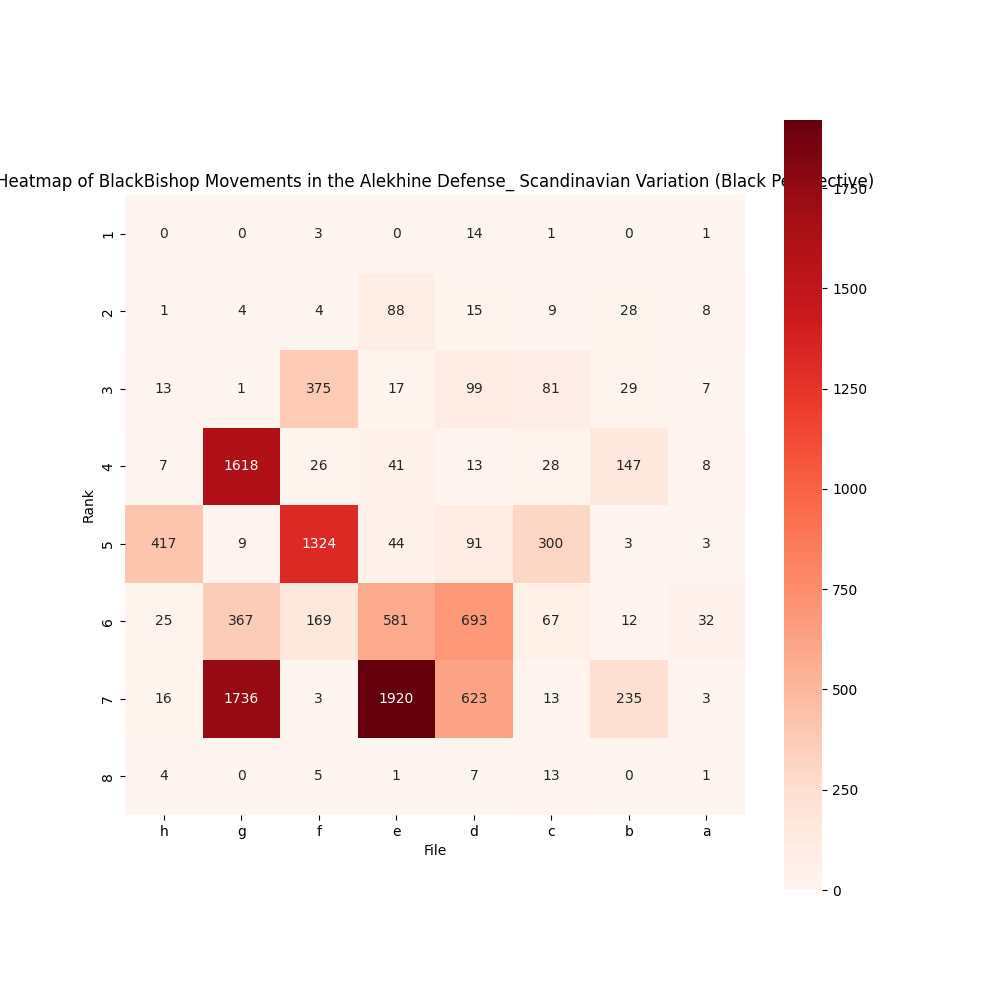 Heatmap of BlackBishop Movements in the Alekhine Defense_ Scandinavian Variation (Black
1 0 0 3 0 14 1 0 1
2 1 4 4 88 15 9 28 8
3 13 1 375 17 99 81 29 7
4 7 1618 26 41 13 28 147 8
Rank
5 417 9 1324 44 91 300 3 3
6 25 367 169 581 693 67 12 32
7 16 1736 3 1920 623 13 235 3
8 4 0 5 1 7 13 0 1
h g f e d c b a
File
1750
1500
1250
1000
750
500
250
0